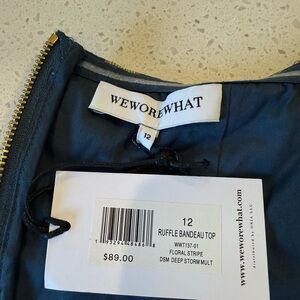 WEWOREWHAT
12
12
RUFFLE BANDEAU TOP
WWT137-01
FLORAL STRIPE
DSM DEEP STORM MULT
$89.00
www.weworewhat.com